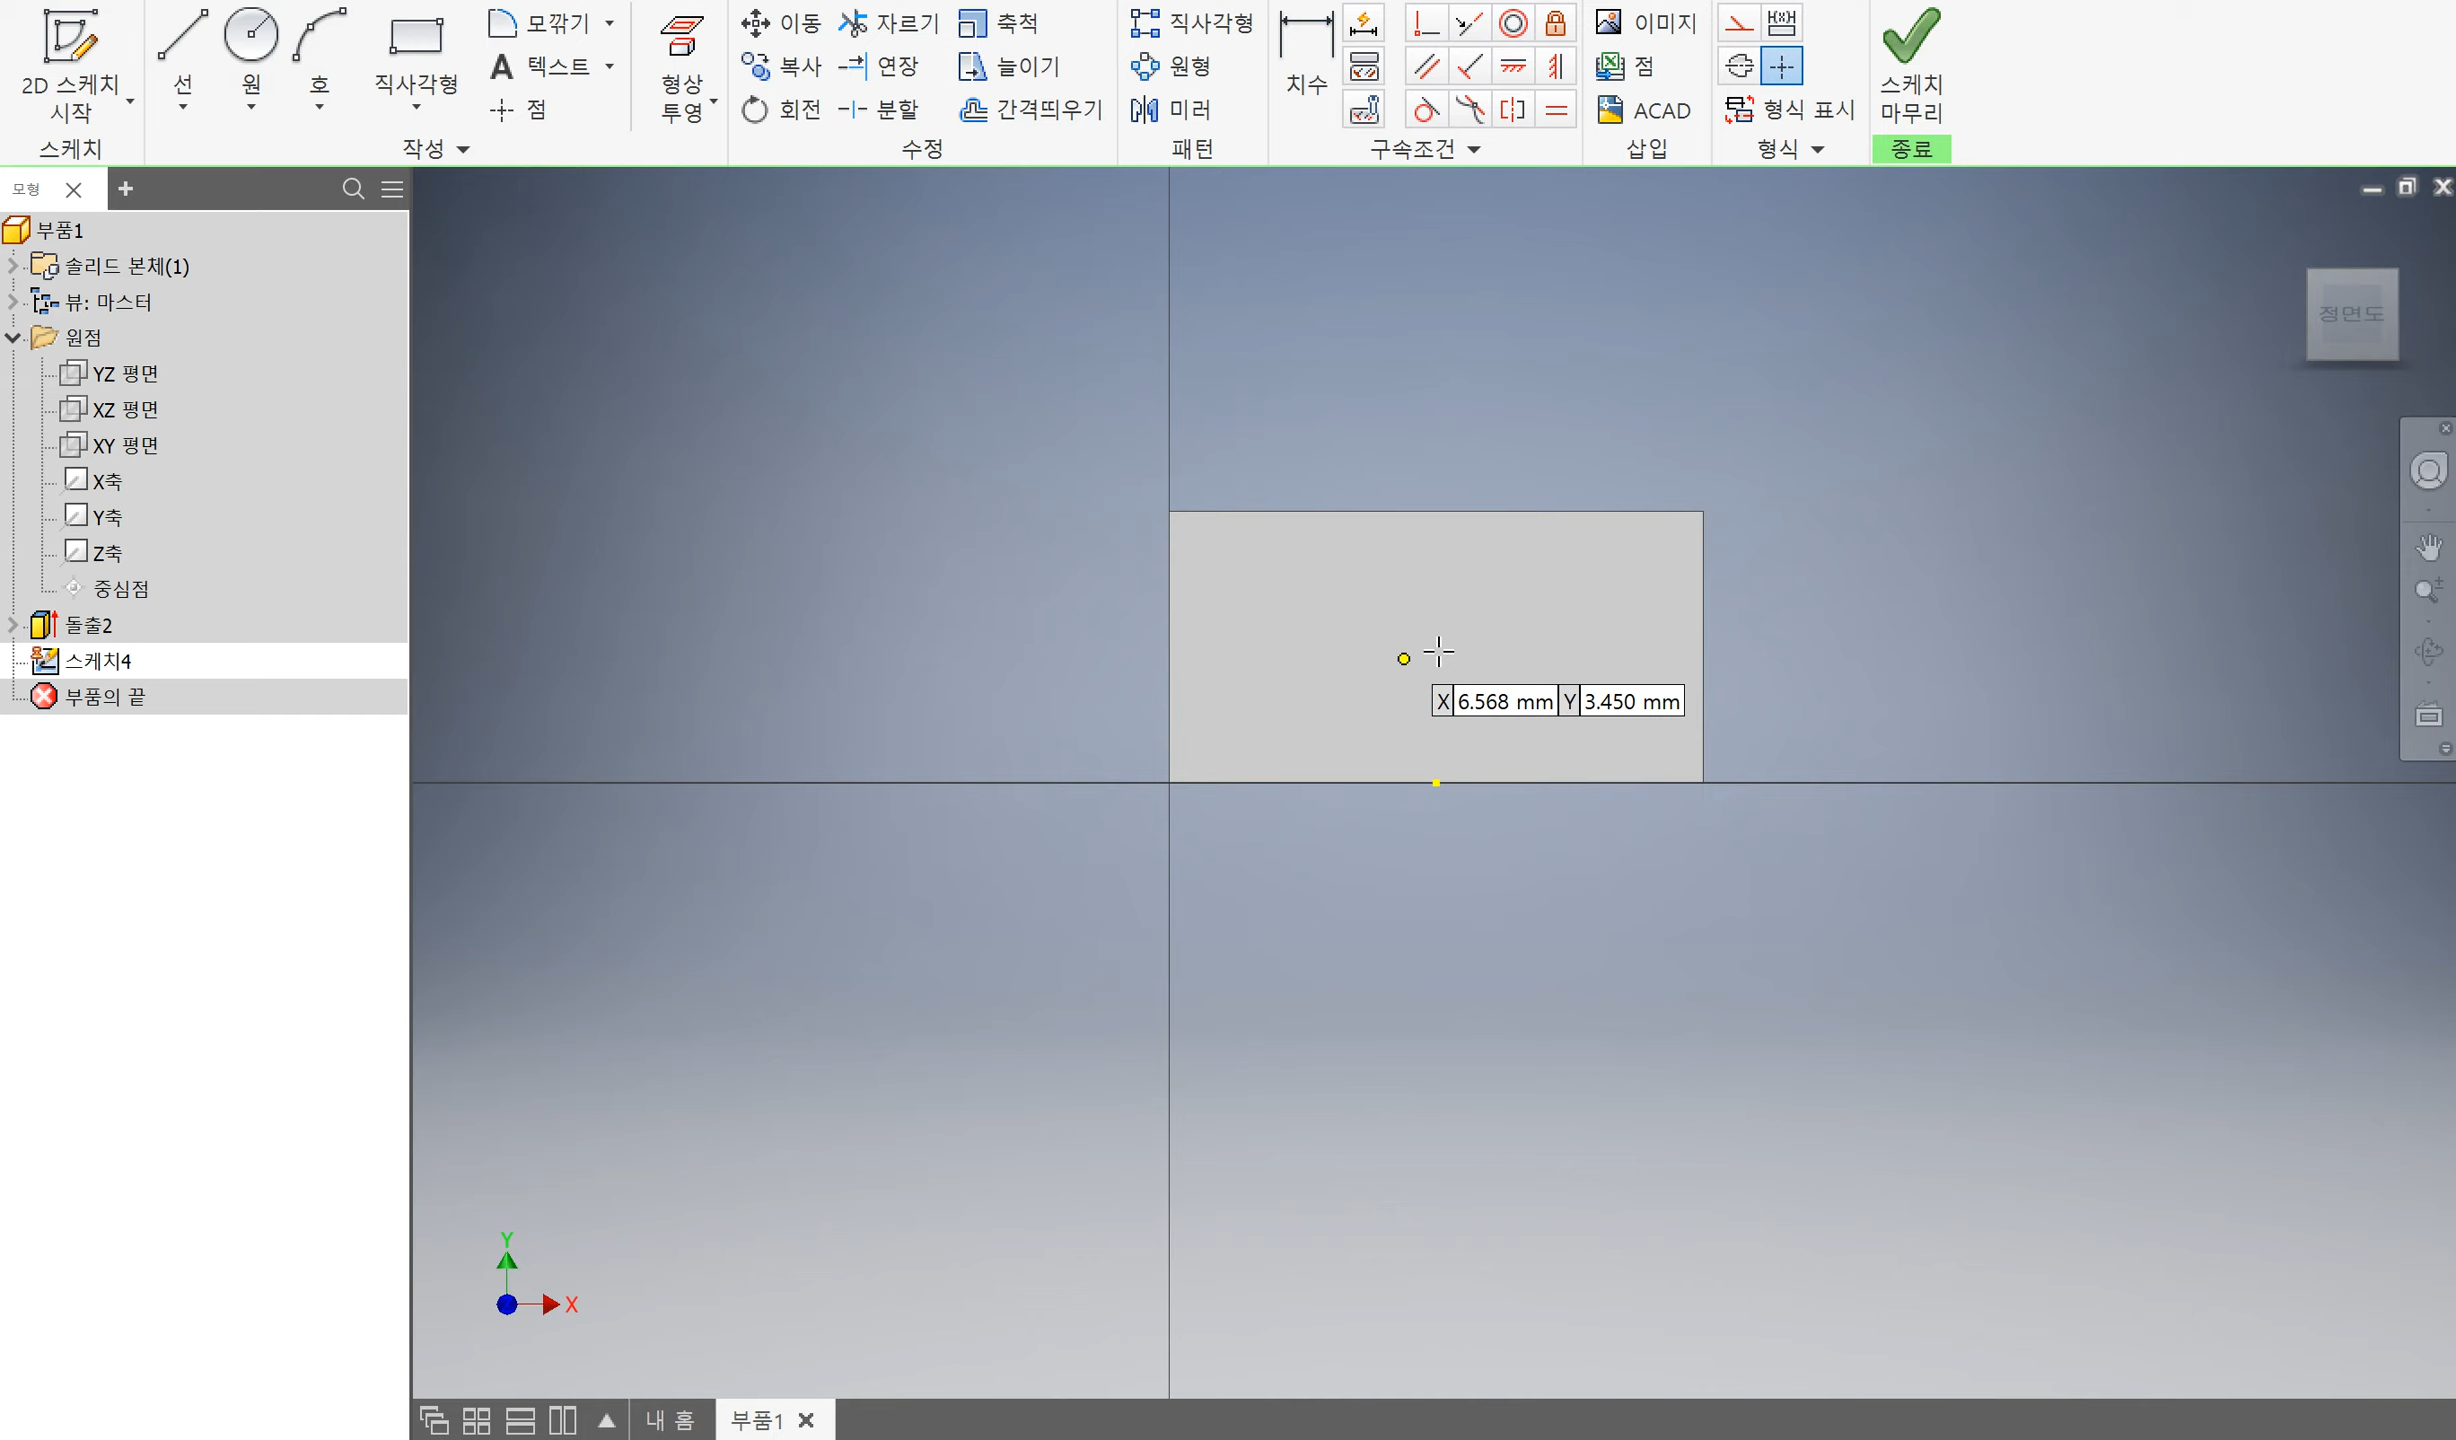 2D 스케치
시작
선
원
호
직사각형
모깎기
텍스트
점
형상
투영
이동
복사
회전
자르기
연장
분할
축척
늘이기
간격띄우기
직사각형
원형
미러
치수
이미지
점
ACAD
형식 표시
스케치
마무리
스케치
작성
수정
패턴
구속조건
삽입
형식
종료
모형
부품1
솔리드 본체(1)
뷰: 마스터
원점
YZ 평면
XZ 평면
XY 평면
X축
Y축
Z축
중심점
돌출2
스케치4
부품의 끝
정면도
X 6.568 mm Y 3.450 mm
Y
X
내 홈
부품1